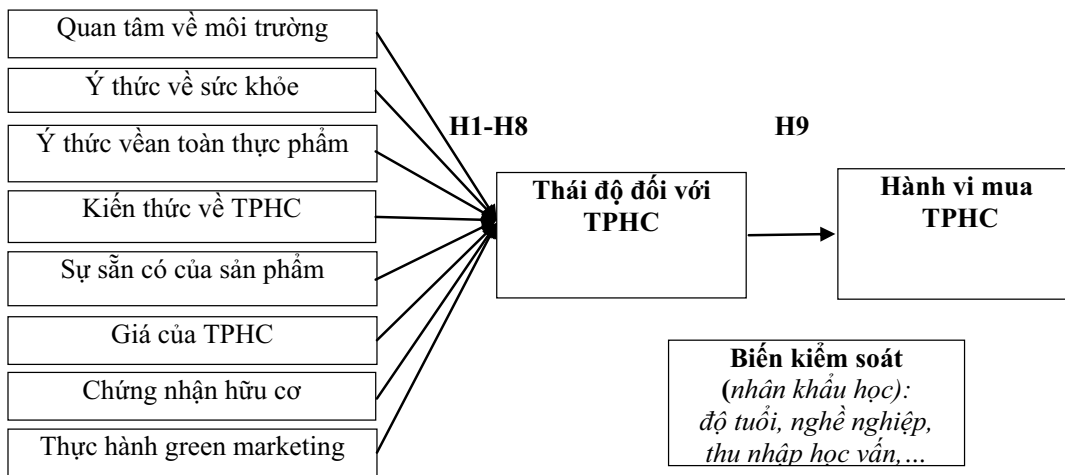 Quan tâm về môi trường
Ý thức về sức khỏe
Ý thức vềan toàn thực phẩm
Kiến thức về TPHC
Sự sẵn có của sản phẩm
Giá của TPHC
Chứng nhận hữu cơ
Thực hành green marketing
H1-H8
Thái độ đối với
TPHC
H9
Hành vi mua
TPHC
Biến kiểm soát
(nhân khẩu học):
độ tuổi, nghề nghiệp,
thu nhập học vấn,…